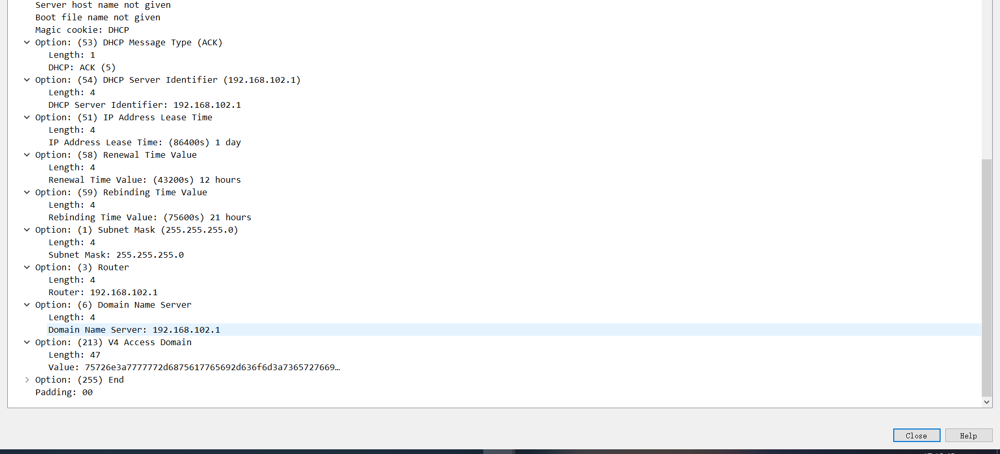 Server host name not given
Boot file name not given
Magic cookie: DHCP
Option: (53) DHCP Message Type (ACK)
Length: 1
DHCP: ACK (5)
Option: (54) DHCP Server Identifier (192.168.102.1)
Length: 4
DHCP Server Identifier: 192.168.102.1
Option: (51) IP Address Lease Time
Length: 4
IP Address Lease Time: (86400s) 1 day
Option: (58) Renewal Time Value
Length: 4
Renewal Time Value: (43200s) 12 hours
Option: (59) Rebinding Time Value
Length: 4
Rebinding Time Value: (75600s) 21 hours
Option: (1) Subnet Mask (255.255.255.0)
Length: 4
Subnet Mask: 255.255.255.0
Option: (3) Router
Length: 4
Router: 192.168.102.1
Option: (6) Domain Name Server
Length: 4
Domain Name Server: 192.168.102.1
Option: (213) V4 Access Domain
Length: 47
Value: 75726e3a7777772d6875617765692d636f6d3a7365727669…
Option: (255) End
Padding: 00
Close
Help